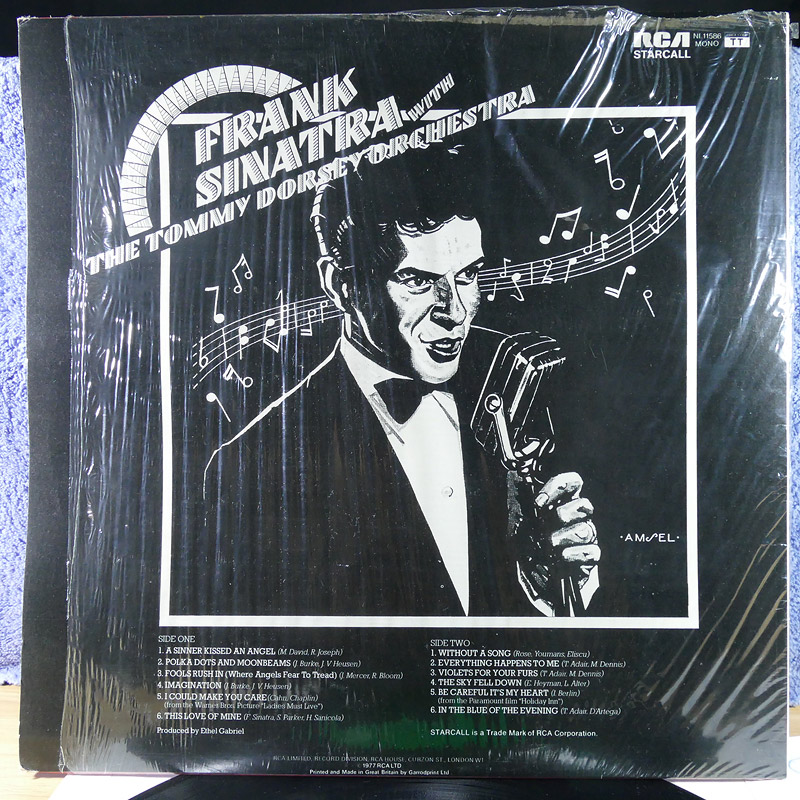 RCA NL11586
STARCALL MONO TT
FRANK
SINATRA WITH
THE TOMMY DORSEY ORCHESTRA
·AMSEL·
SIDE ONE
1. A SINNER KISSED AN ANGEL (M. David, R. Joseph)
2. POLKA DOTS AND MOONBEAMS (J. Burke, J. V Heusen)
3. FOOLS RUSH IN (Where Angels Fear To Tread) (J. Mercer, R. Bloom)
4. IMAGINATION (J. Burke, J. V Heusen)
5. I COULD MAKE YOU CARE (Cahn, Chaplin)
(from the Warner Bros. Picture "Ladies Must Live")
6. THIS LOVE OF MINE (F. Sinatra, S. Parker, H. Sanicola)
Produced by Ethel Gabriel
SIDE TWO
1. WITHOUT A SONG (Rose, Youmans, Eliscu)
2. EVERYTHING HAPPENS TO ME (T. Adair, M. Dennis)
3. VIOLETS FOR YOUR FURS (T. Adair, M. Dennis)
4. THE SKY FELL DOWN (E. Heyman, L. Alter)
5. BE CAREFUL IT'S MY HEART (I. Berlin)
(from the Paramount film "Holiday Inn")
6. IN THE BLUE OF THE EVENING (T. Adair, D'Artega)
STARCALL is a Trade Mark of RCA Corporation.
RCA LIMITED, RECORD DIVISION, RCA HOUSE, CURZON ST., LONDON W1
© 1977 RCA LTD
Printed and Made in Great Britain by Garrodprint Ltd